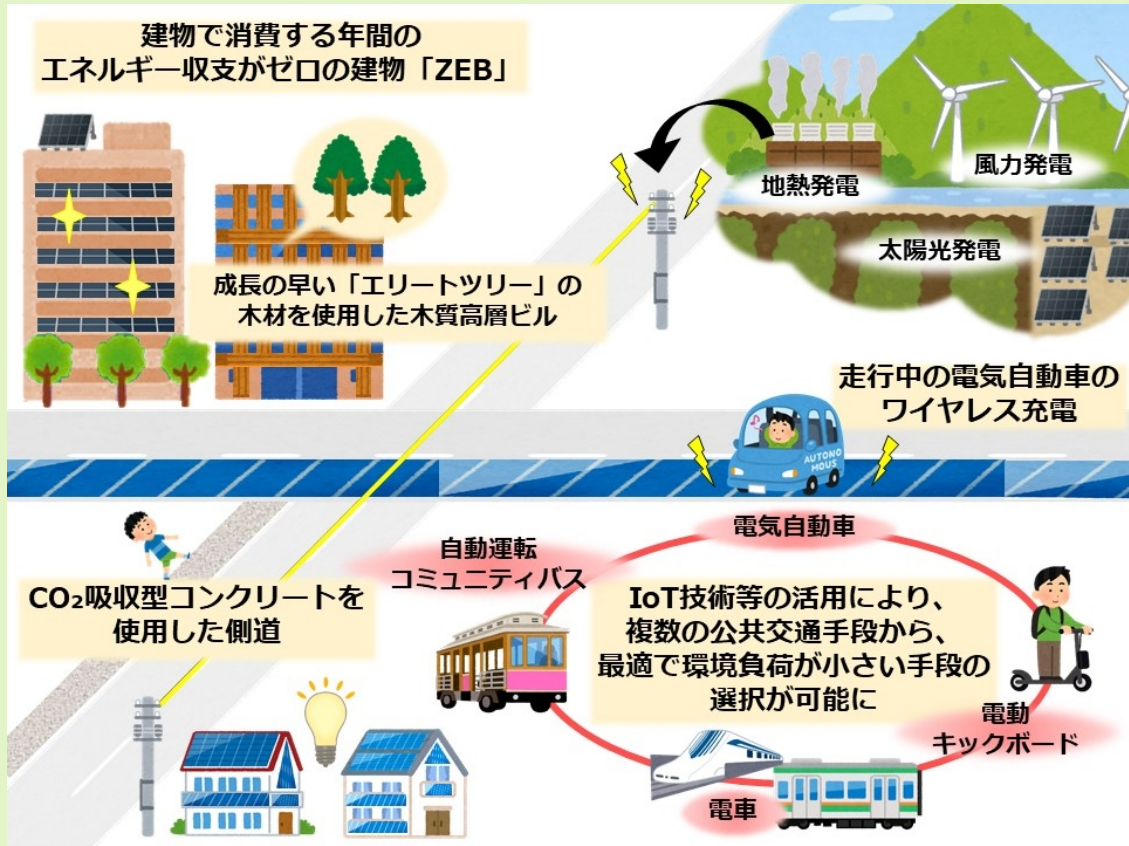 建物で消費する年間の
エネルギー収支がゼロの建物「ZEB」
地熱発電
風力発電
太陽光発電
成長の早い「エリートツリー」の
木材を使用した木質高層ビル
走行中の電気自動車の
ワイヤレス充電
AUTONO
MOUS
電気自動車
自動運転
コミュニティバス
CO₂吸収型コンクリートを
使用した側道
IoT技術等の活用により、
複数の公共交通手段から、
最適で環境負荷が小さい手段の
選択が可能に
電動
キックボード
電車